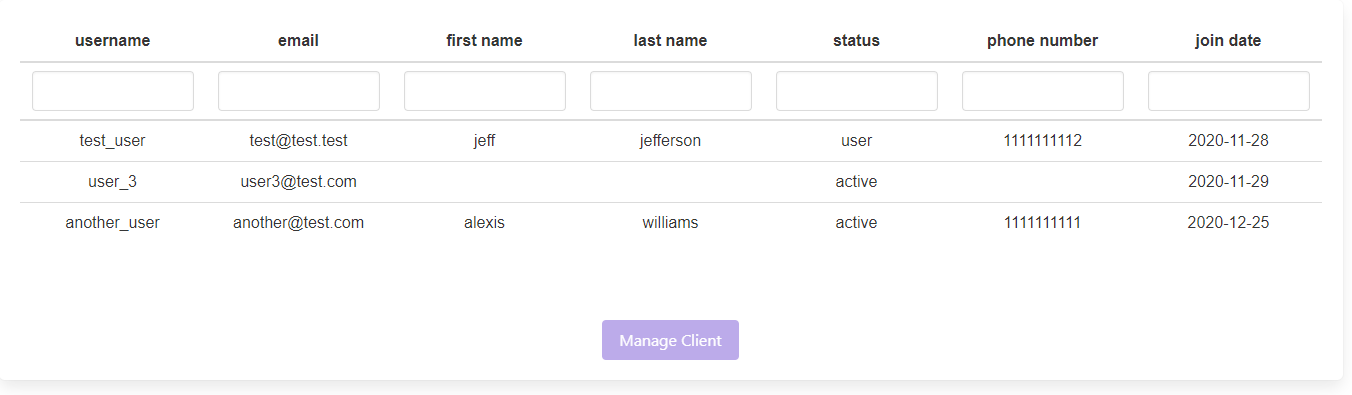 username email first name last name status phone number join date
test_user test@test.test jeff jefferson user 1111111112 2020-11-28
user_3 user3@test.com active 2020-11-29
another_user another@test.com alexis williams active 1111111111 2020-12-25
Manage Client